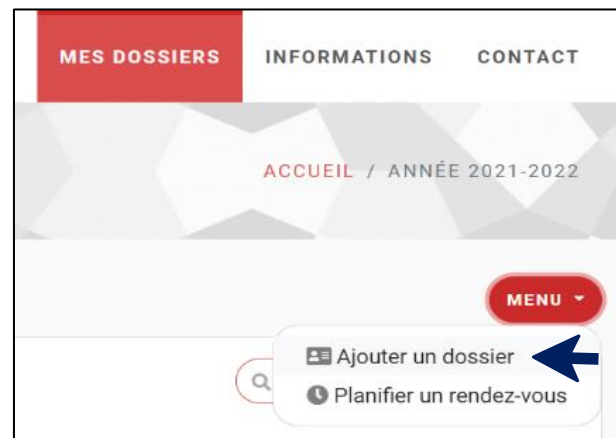 MES DOSSIERS INFORMATIONS CONTACT
ACCUEIL / ANNÉE 2021-2022
MENU
Ajouter un dossier
Planifier un rendez-vous